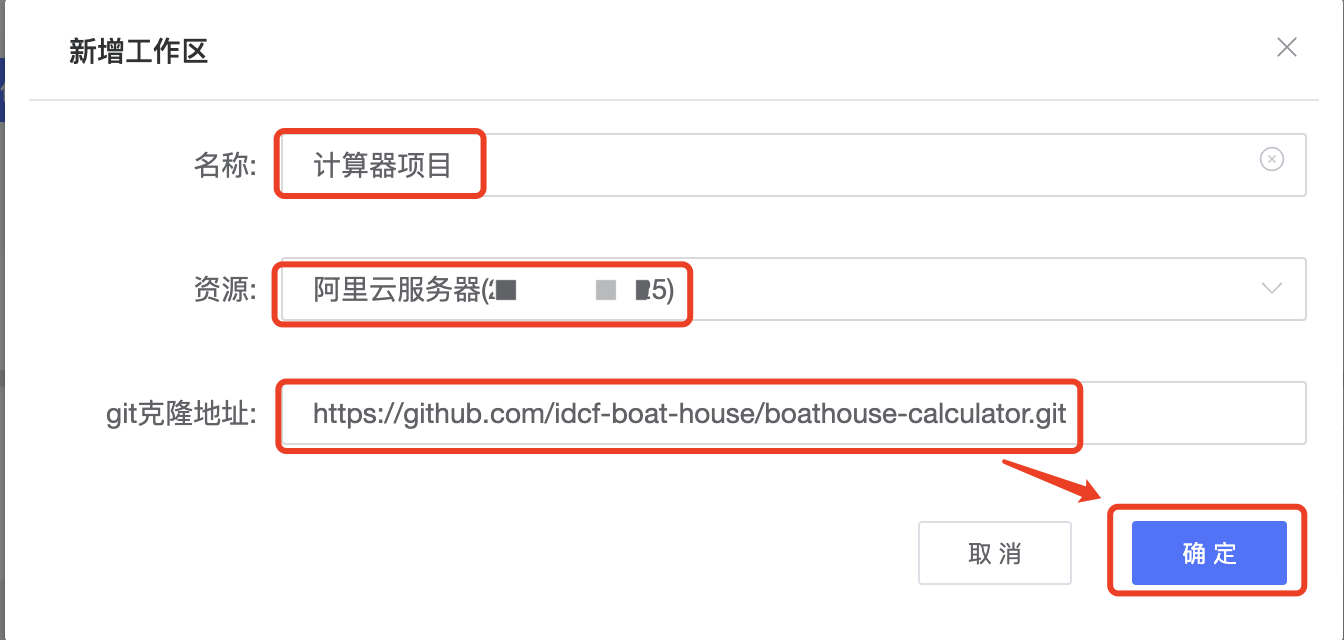 新增工作区
名称: 计算器项目
资源: 阿里云服务器(2 25)
git克隆地址: https://github.com/idcf-boat-house/boathouse-calculator.git
取 消 确 定